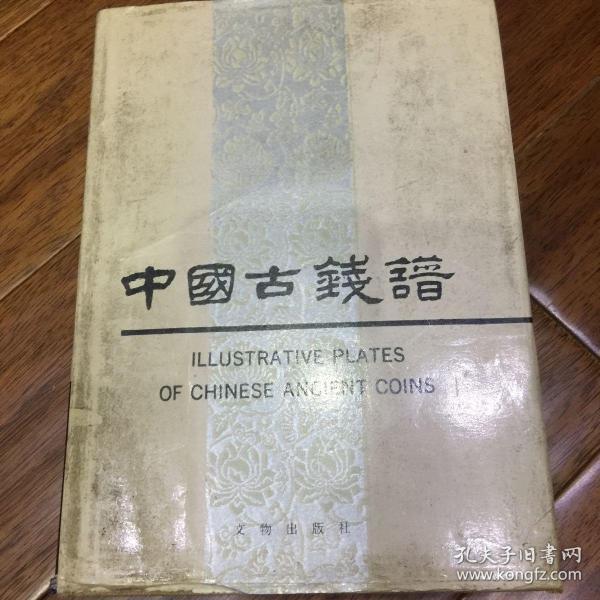 中國古錢譜
ILLUSTRATIVE PLATES
OF CHINESE ANCIENT COINS
文物出版社
孔夫子旧書网
www.kongfz.com